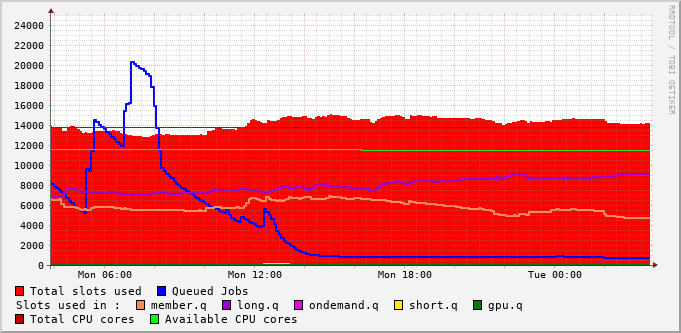 RRDTOOL / TOBI OETIKER
24000
22000
20000
18000
16000
14000
12000
10000
8000
6000
4000
2000
0
Mon 06:00 Mon 12:00 Mon 18:00 Tue 00:00
Total slots used Queued Jobs
Slots used in : member.q long.q ondemand.q short.q gpu.q
Total CPU cores Available CPU cores